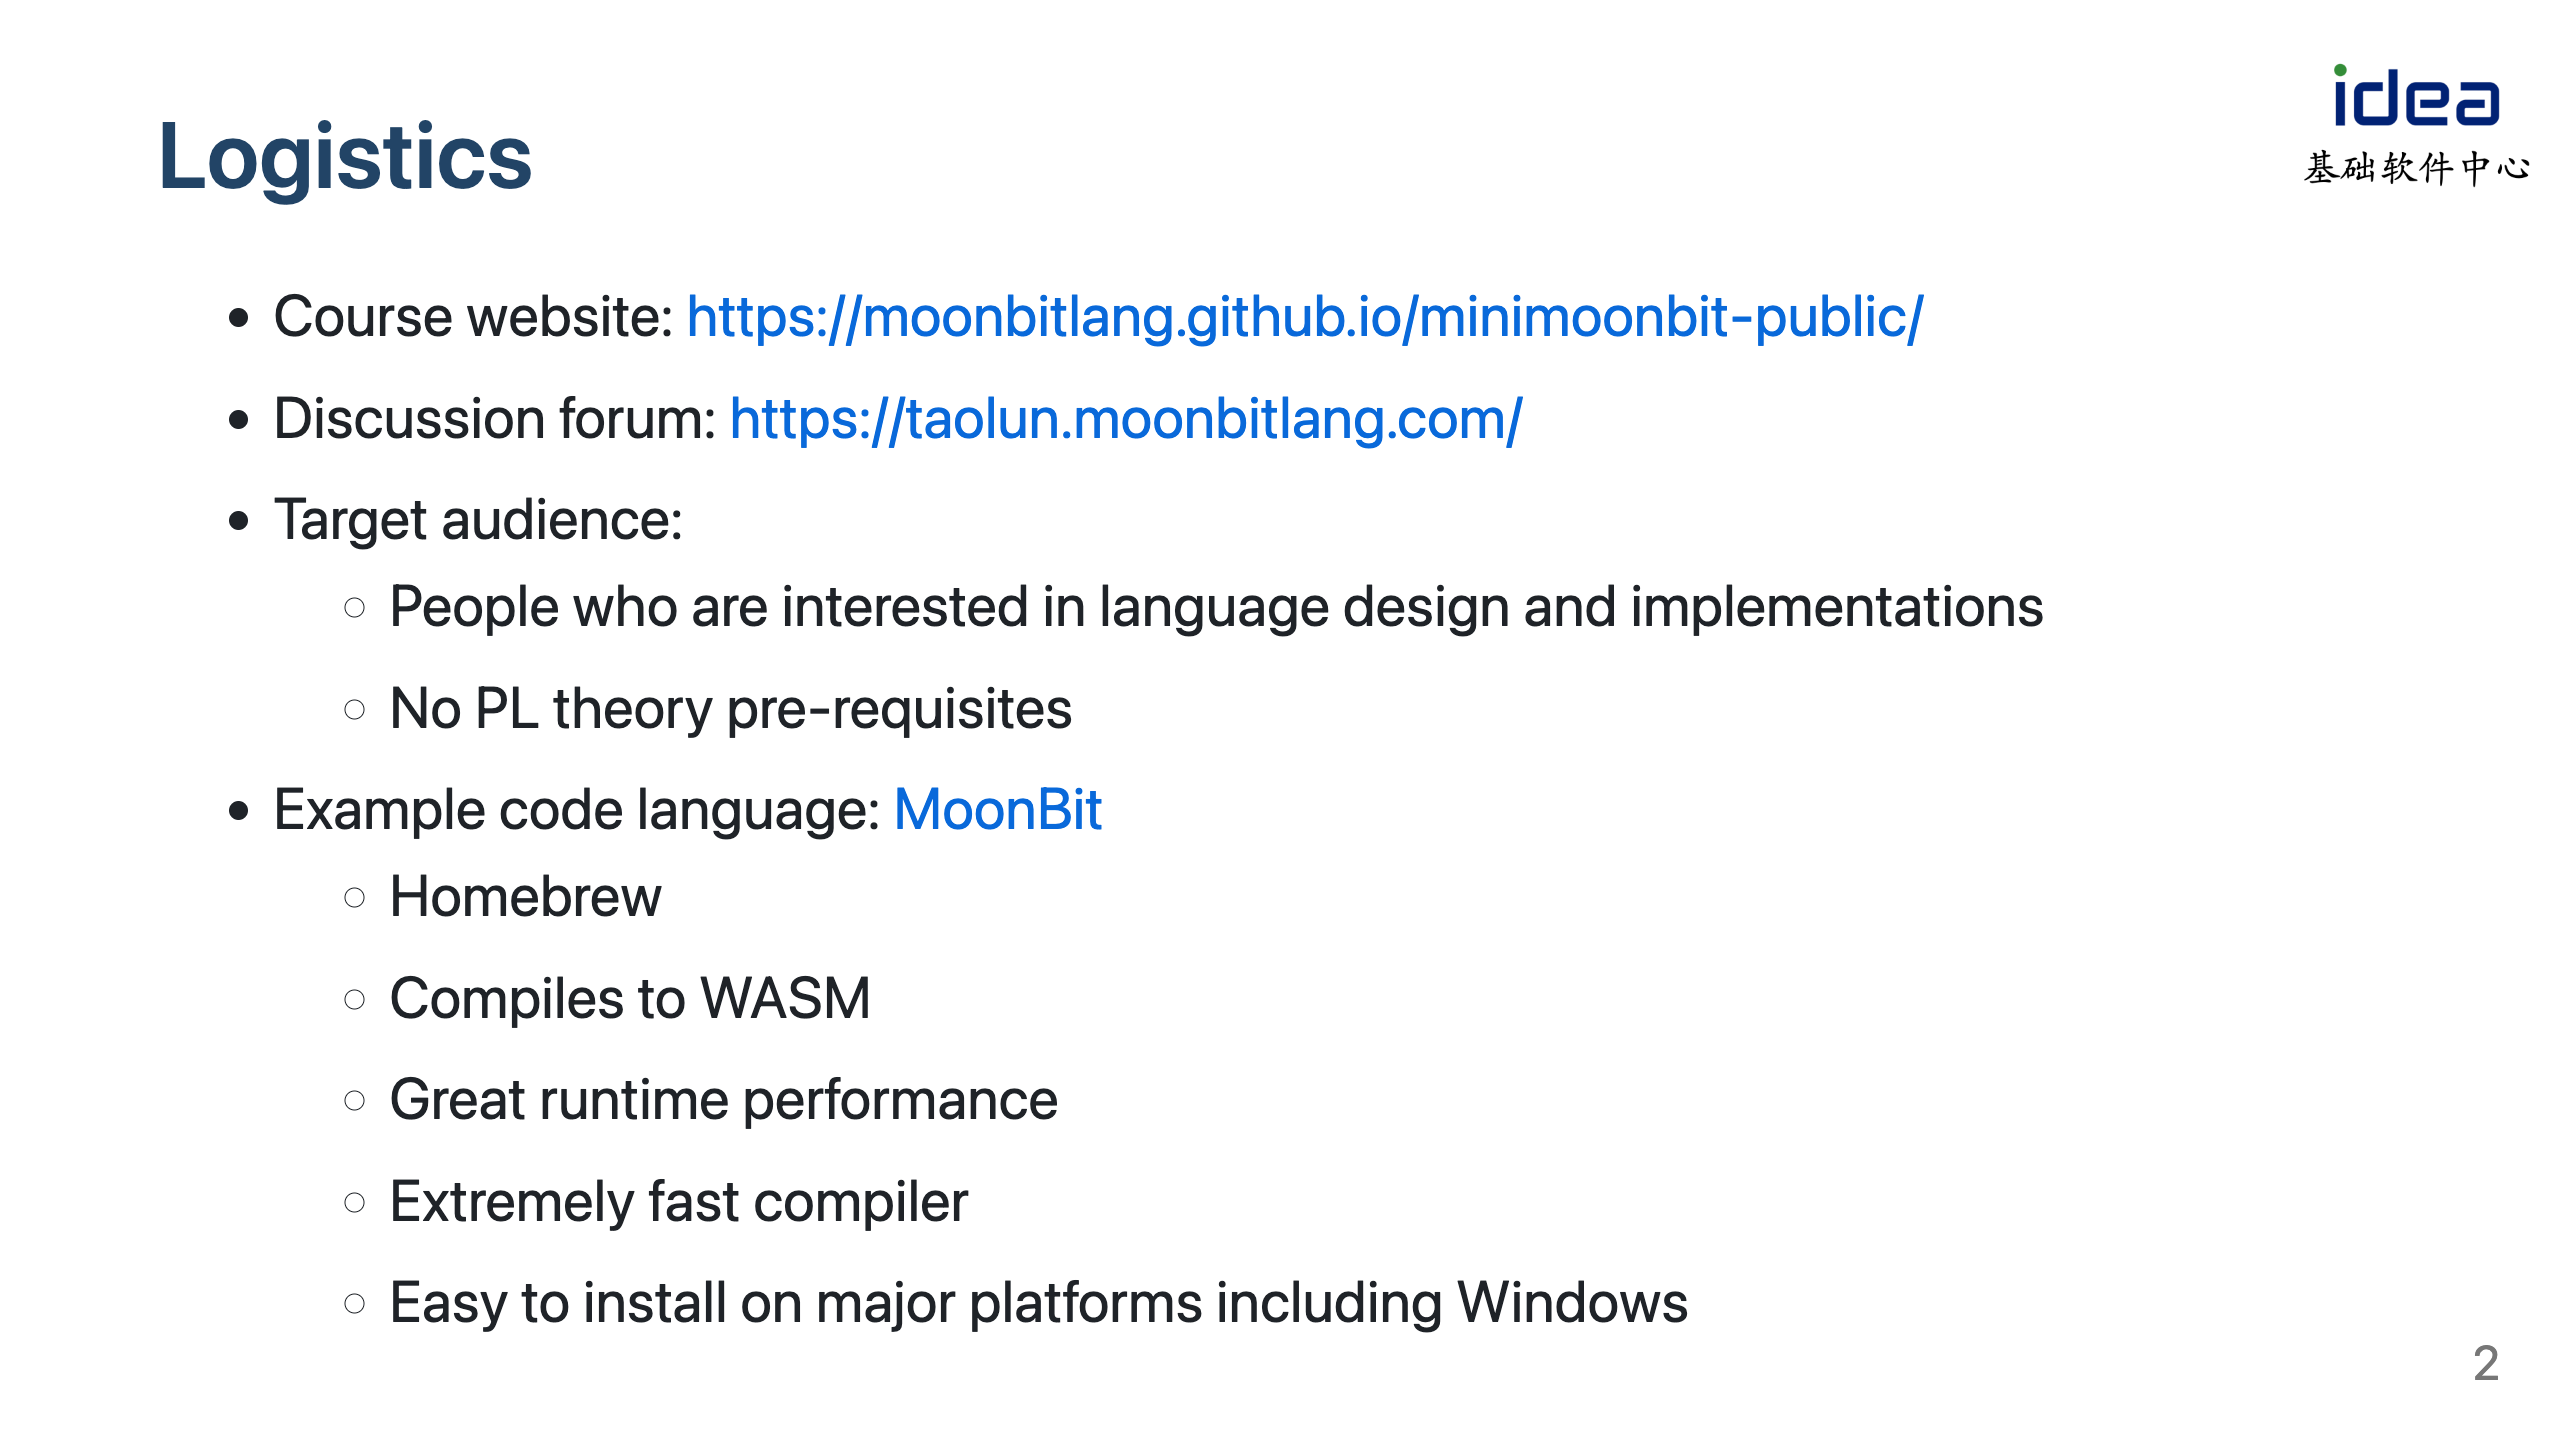 idea
基础软件中心
Logistics
Course website: https://moonbitlang.github.io/minimoonbit-public/
Discussion forum: https://taolun.moonbitlang.com/
Target audience:
People who are interested in language design and implementations
No PL theory pre-requisites
Example code language: MoonBit
Homebrew
Compiles to WASM
Great runtime performance
Extremely fast compiler
Easy to install on major platforms including Windows
2